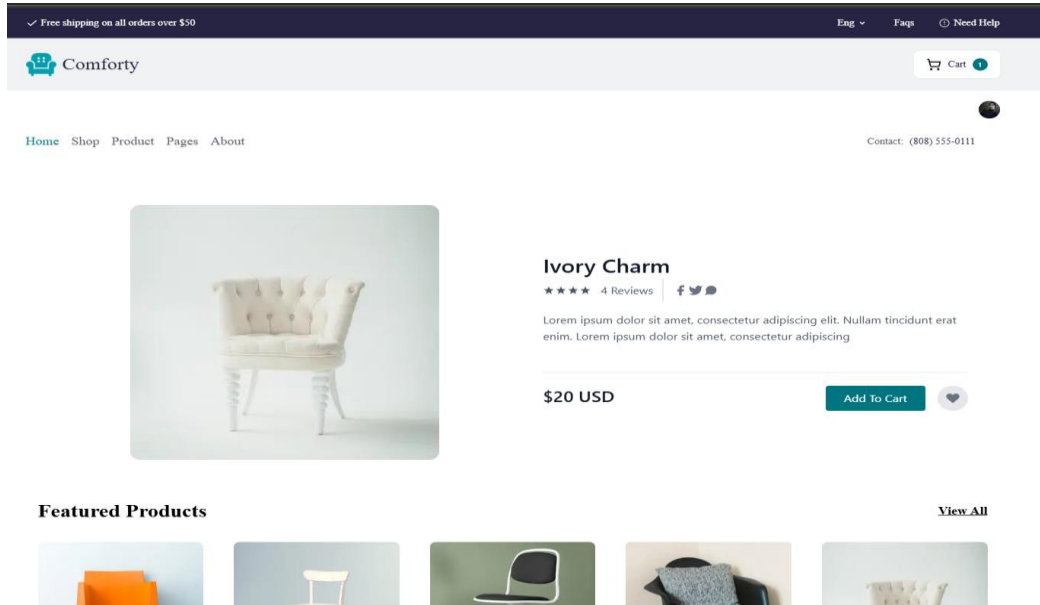 Free shipping on all orders over $50
Eng
Faqs
Need Help
Comforty
Cart 1
Home Shop Product Pages About
Contact: (808) 555-0111
Ivory Charm
4 Reviews
Lorem ipsum dolor sit amet, consectetur adipiscing elit. Nullam tincidunt erat
enim. Lorem ipsum dolor sit amet, consectetur adipiscing
$20 USD
Add To Cart
Featured Products
View All